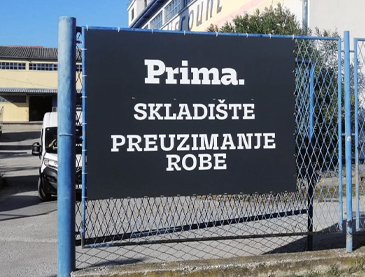 Prima.
SKLADIŠTE
PREUZIMANJE
ROBE